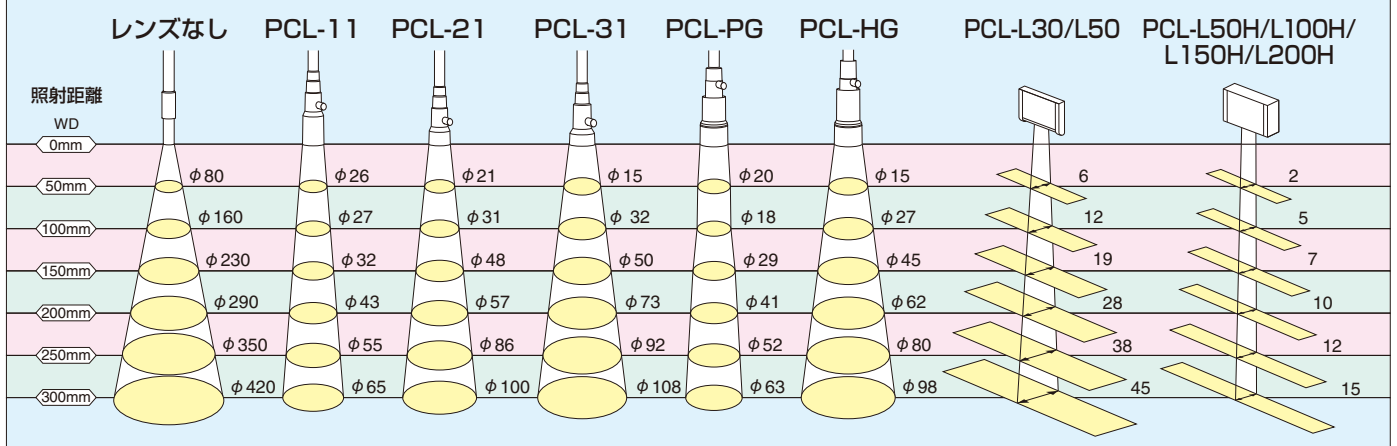 レンズなし PCL-11 PCL-21 PCL-31 PCL-PG PCL-HG PCL-L30/L50 PCL-L50H/L100H/
L150H/L200H
照射距離
WD
0mm
50mm φ80 φ26 φ21 φ15 φ20 φ15 6 2
100mm φ160 φ27 φ31 φ32 φ18 φ27 12 5
150mm φ230 φ32 φ48 φ50 φ29 φ45 19 7
200mm φ290 φ43 φ57 φ73 φ41 φ62 28 10
250mm φ350 φ55 φ86 φ92 φ52 φ80 38 12
300mm φ420 φ65 φ100 φ108 φ63 φ98 45 15